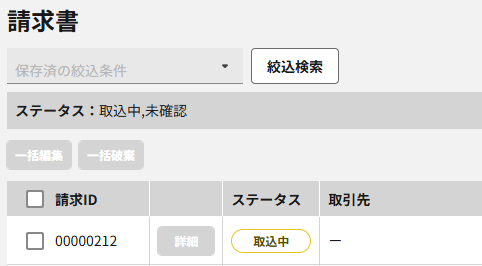 請求書
保存済の絞込条件
絞込検索
ステータス：取込中,未確認
一括編集 一括破棄
請求ID ステータス 取引先
00000212 詳細 取込中 ー